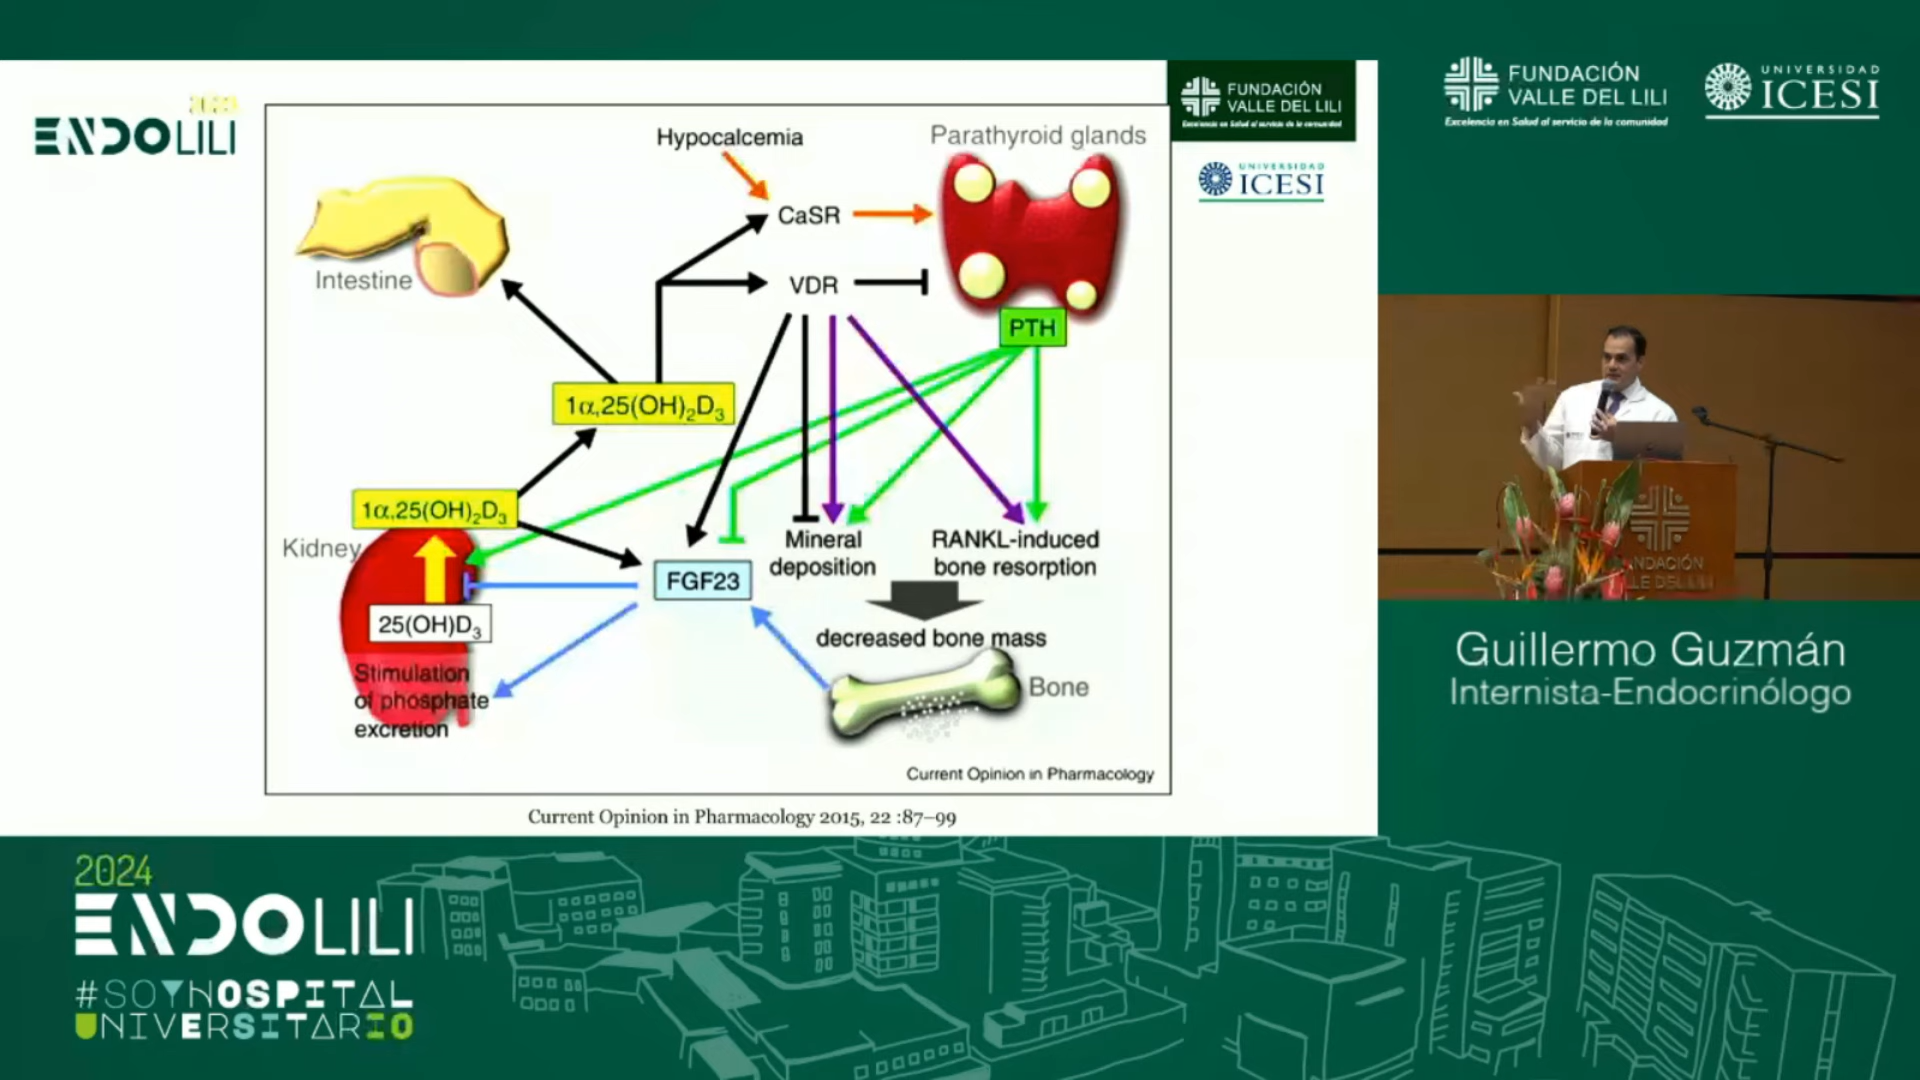 2023
ENDOLILI
FUNDACIÓN
VALLE DEL LILI
Excelencia en Salud al servicio de la comunidad
UNIVERSIDAD
ICESI
Hypocalcemia
Parathyroid glands
CaSR
Intestine
VDR
PTH
1α,25(OH)2D3
1α,25(OH)2D3
Kidney
Mineral
deposition
RANKL-induced
bone resorption
FGF23
25(OH)D3
decreased bone mass
Stimulation
of phosphate
excretion
Bone
Current Opinion in Pharmacology
Current Opinion in Pharmacology 2015, 22 :87–99
FUNDACIÓN
VALLE DEL LILI
Excelencia en Salud al servicio de la comunidad
UNIVERSIDAD
ICESI
Guillermo Guzmán
Internista-Endocrinólogo
2024
ENDOLILI
#SOYHOSPITAL
UNIVERSITARIO